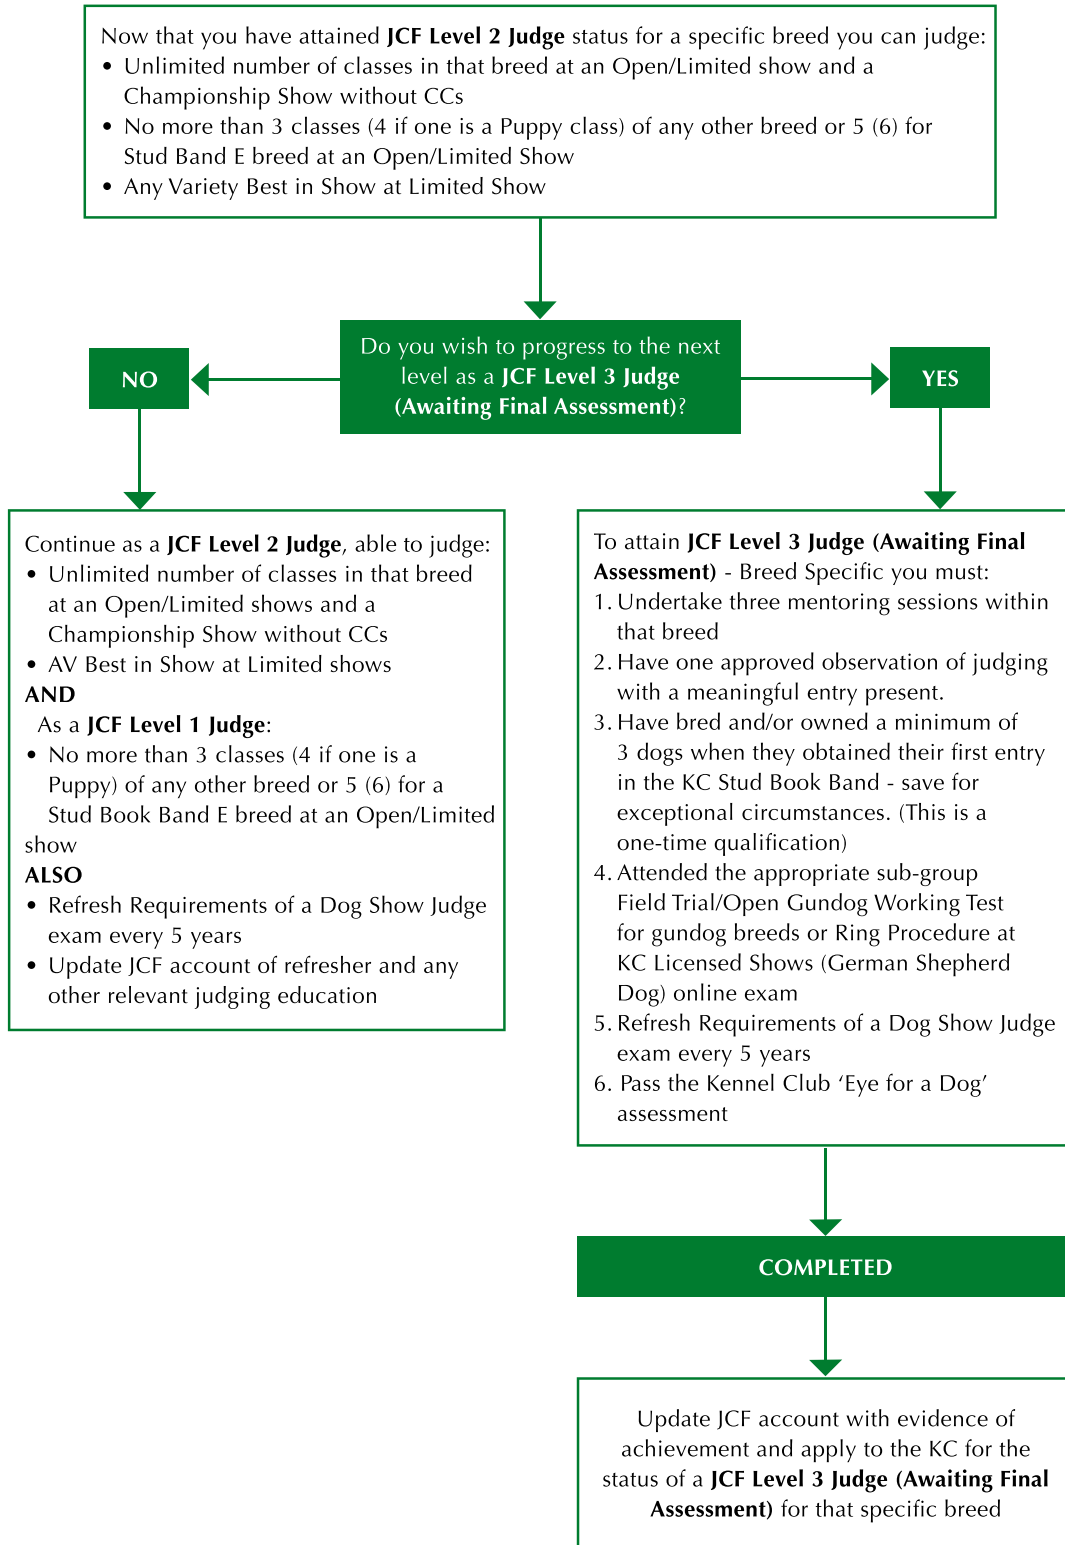 Now that you have attained JCF Level 2 Judge status for a specific breed you can judge:
• Unlimited number of classes in that breed at an Open/Limited show and a
Championship Show without CCs
• No more than 3 classes (4 if one is a Puppy class) of any other breed or 5 (6) for
Stud Band E breed at an Open/Limited Show
• Any Variety Best in Show at Limited Show
Do you wish to progress to the next
level as a JCF Level 3 Judge
(Awaiting Final Assessment)?
NO
YES
Continue as a JCF Level 2 Judge, able to judge:
• Unlimited number of classes in that breed
at an Open/Limited shows and a
Championship Show without CCs
• AV Best in Show at Limited shows
AND
As a JCF Level 1 Judge:
• No more than 3 classes (4 if one is a
Puppy) of any other breed or 5 (6) for a
Stud Book Band E breed at an Open/Limited
show
ALSO
• Refresh Requirements of a Dog Show Judge
exam every 5 years
• Update JCF account of refresher and any
other relevant judging education
To attain JCF Level 3 Judge (Awaiting Final
Assessment) - Breed Specific you must:
1. Undertake three mentoring sessions within
that breed
2. Have one approved observation of judging
with a meaningful entry present.
3. Have bred and/or owned a minimum of
3 dogs when they obtained their first entry
in the KC Stud Book Band - save for
exceptional circumstances. (This is a
one-time qualification)
4. Attended the appropriate sub-group
Field Trial/Open Gundog Working Test
for gundog breeds or Ring Procedure at
KC Licensed Shows (German Shepherd
Dog) online exam
5. Refresh Requirements of a Dog Show Judge
exam every 5 years
6. Pass the Kennel Club ‘Eye for a Dog’
assessment
COMPLETED
Update JCF account with evidence of
achievement and apply to the KC for the
status of a JCF Level 3 Judge (Awaiting Final
Assessment) for that specific breed